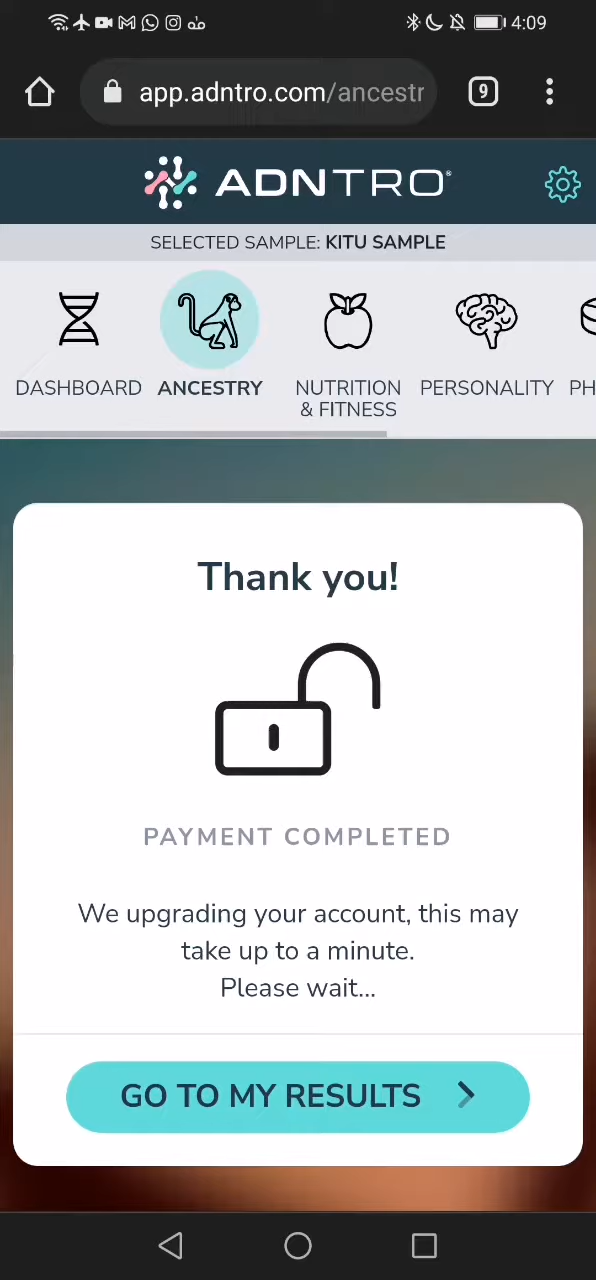 4:09
app.adntro.com/ancestr
9
ADNTRO®
SELECTED SAMPLE: KITU SAMPLE
DASHBOARD
ANCESTRY
NUTRITION
& FITNESS
PERSONALITY
PH
Thank you!
PAYMENT COMPLETED
We upgrading your account, this may
take up to a minute.
Please wait...
GO TO MY RESULTS